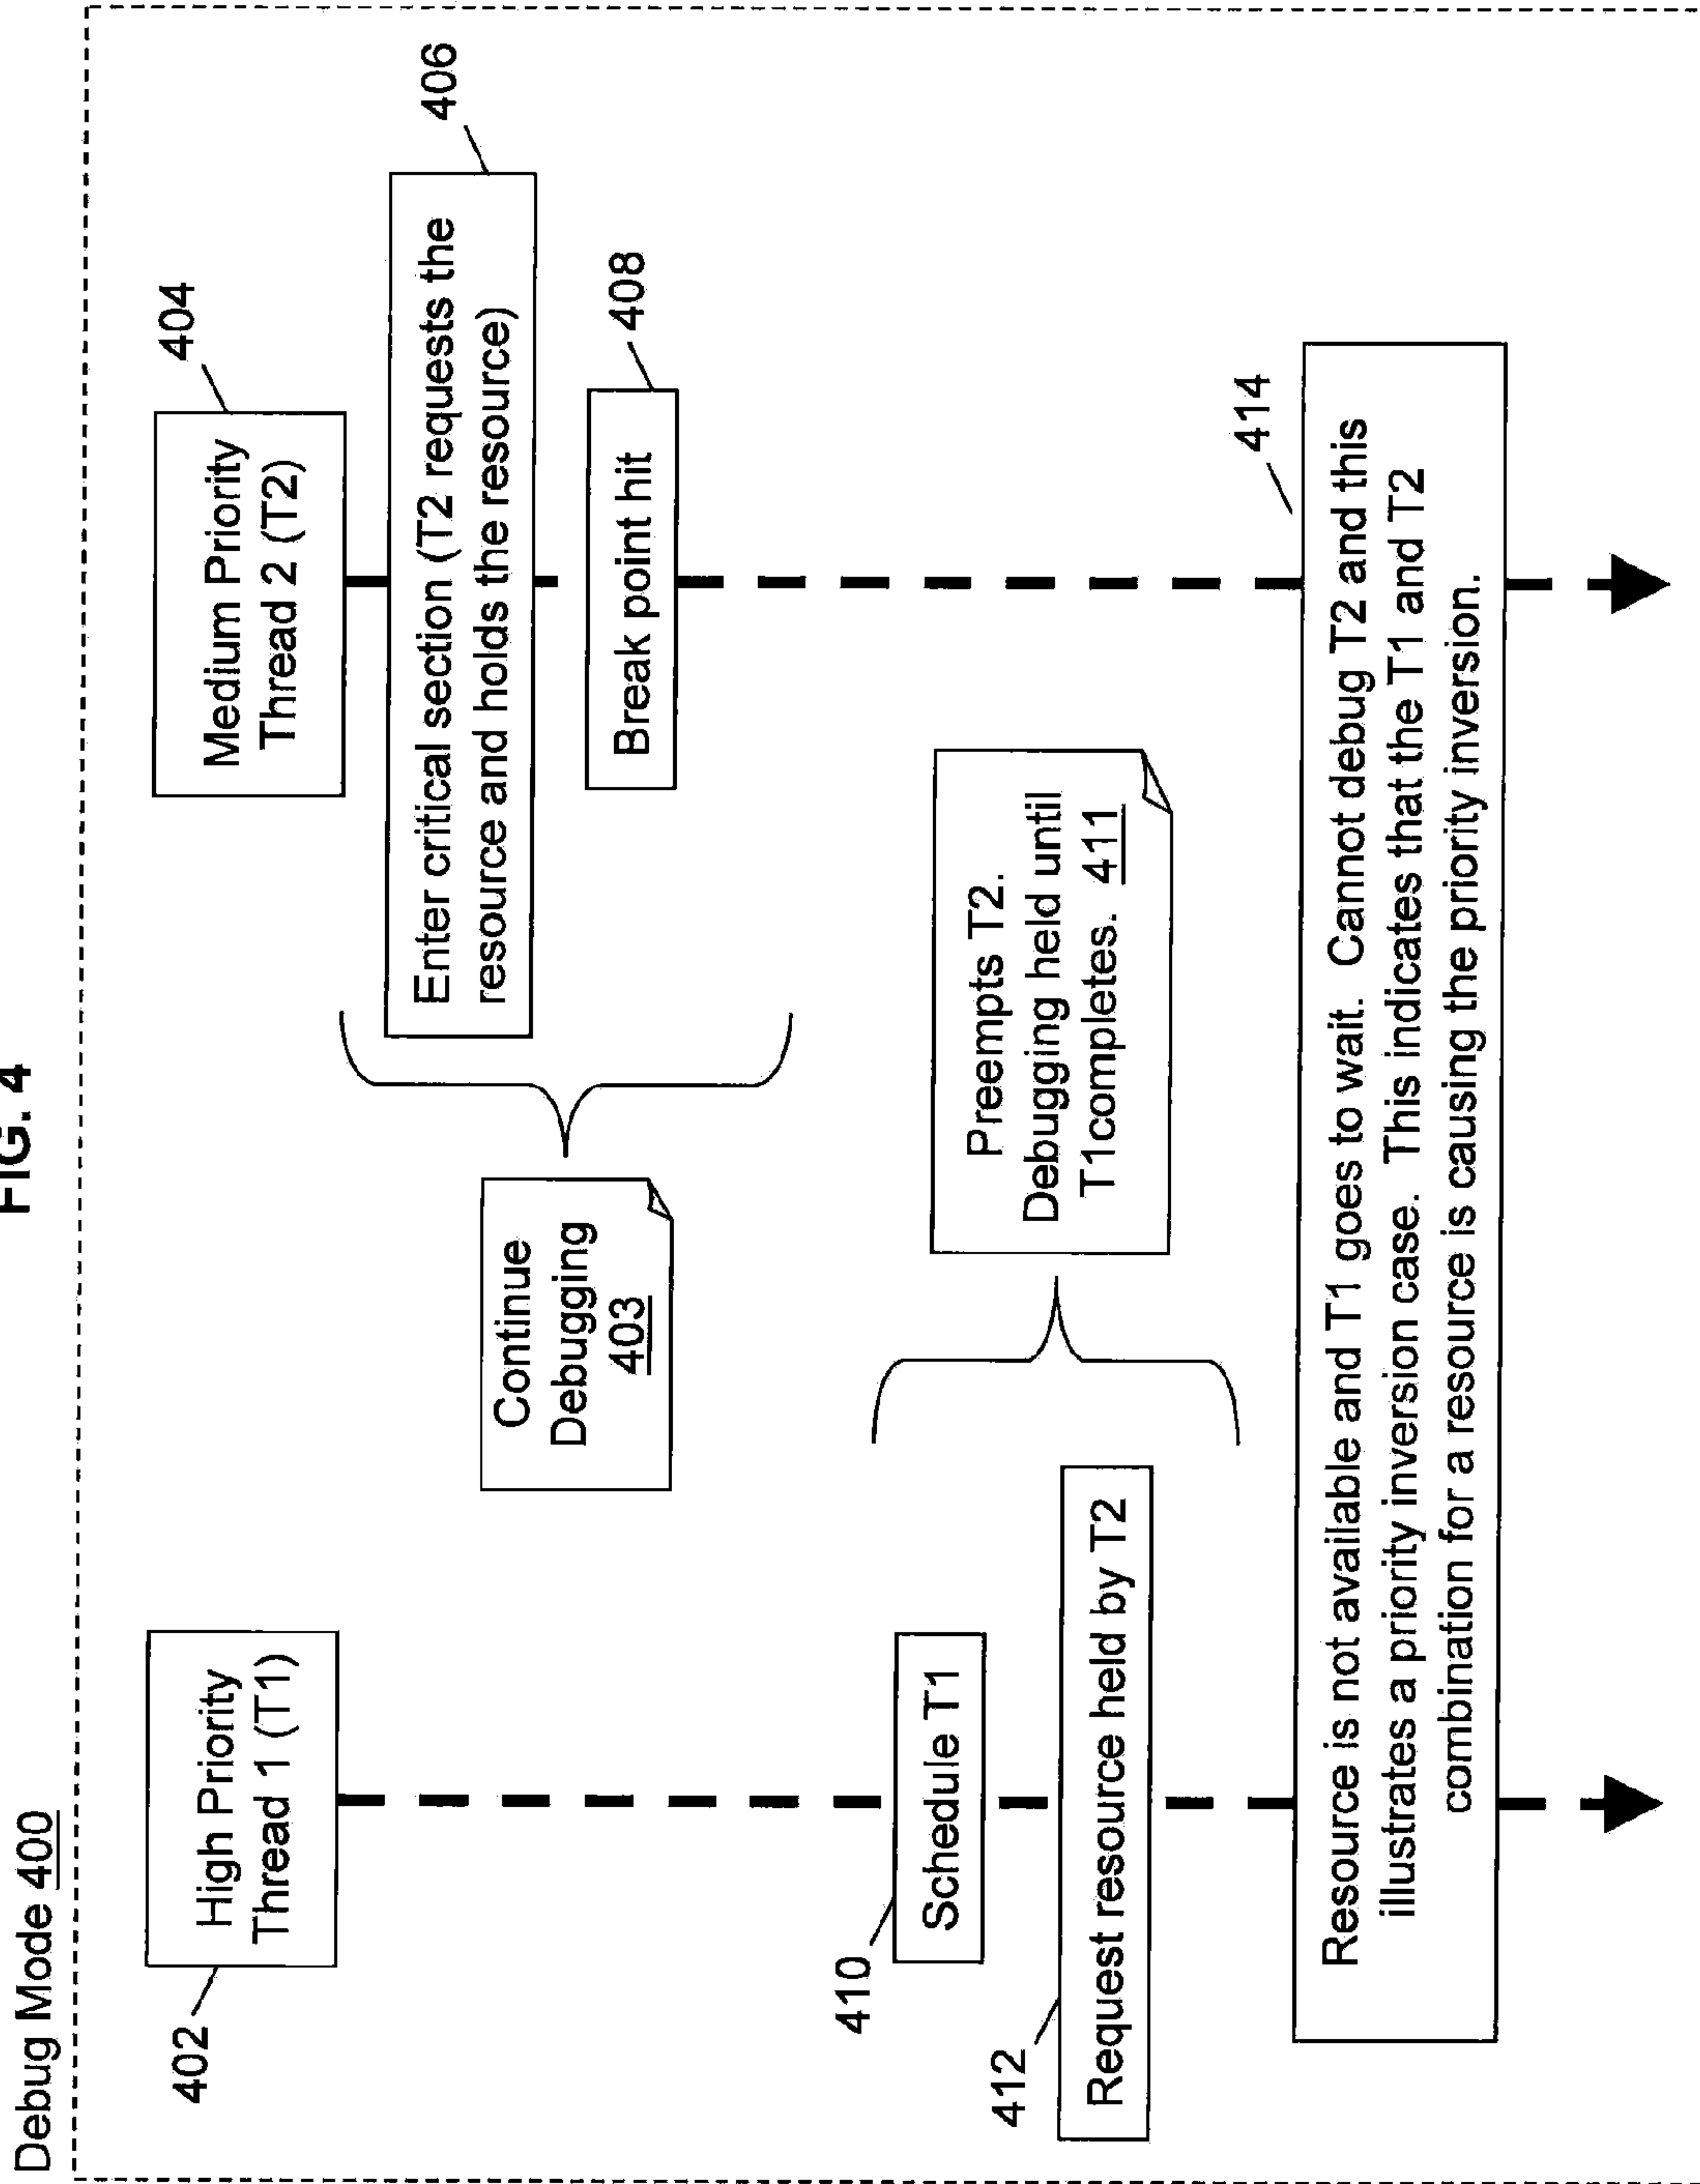 FIG. 4
Debug Mode 400
402
High Priority
Thread 1 (T1)
404
Medium Priority
Thread 2 (T2)
406
Enter critical section (T2 requests the
resource and holds the resource)
Continue
Debugging
403
408
Break point hit
410
Schedule T1
412
Request resource held by T2
Preempts T2.
Debugging held until
T1completes. 411
414
Resource is not available and T1 goes to wait. Cannot debug T2 and this
illustrates a priority inversion case. This indicates that the T1 and T2
combination for a resource is causing the priority inversion.